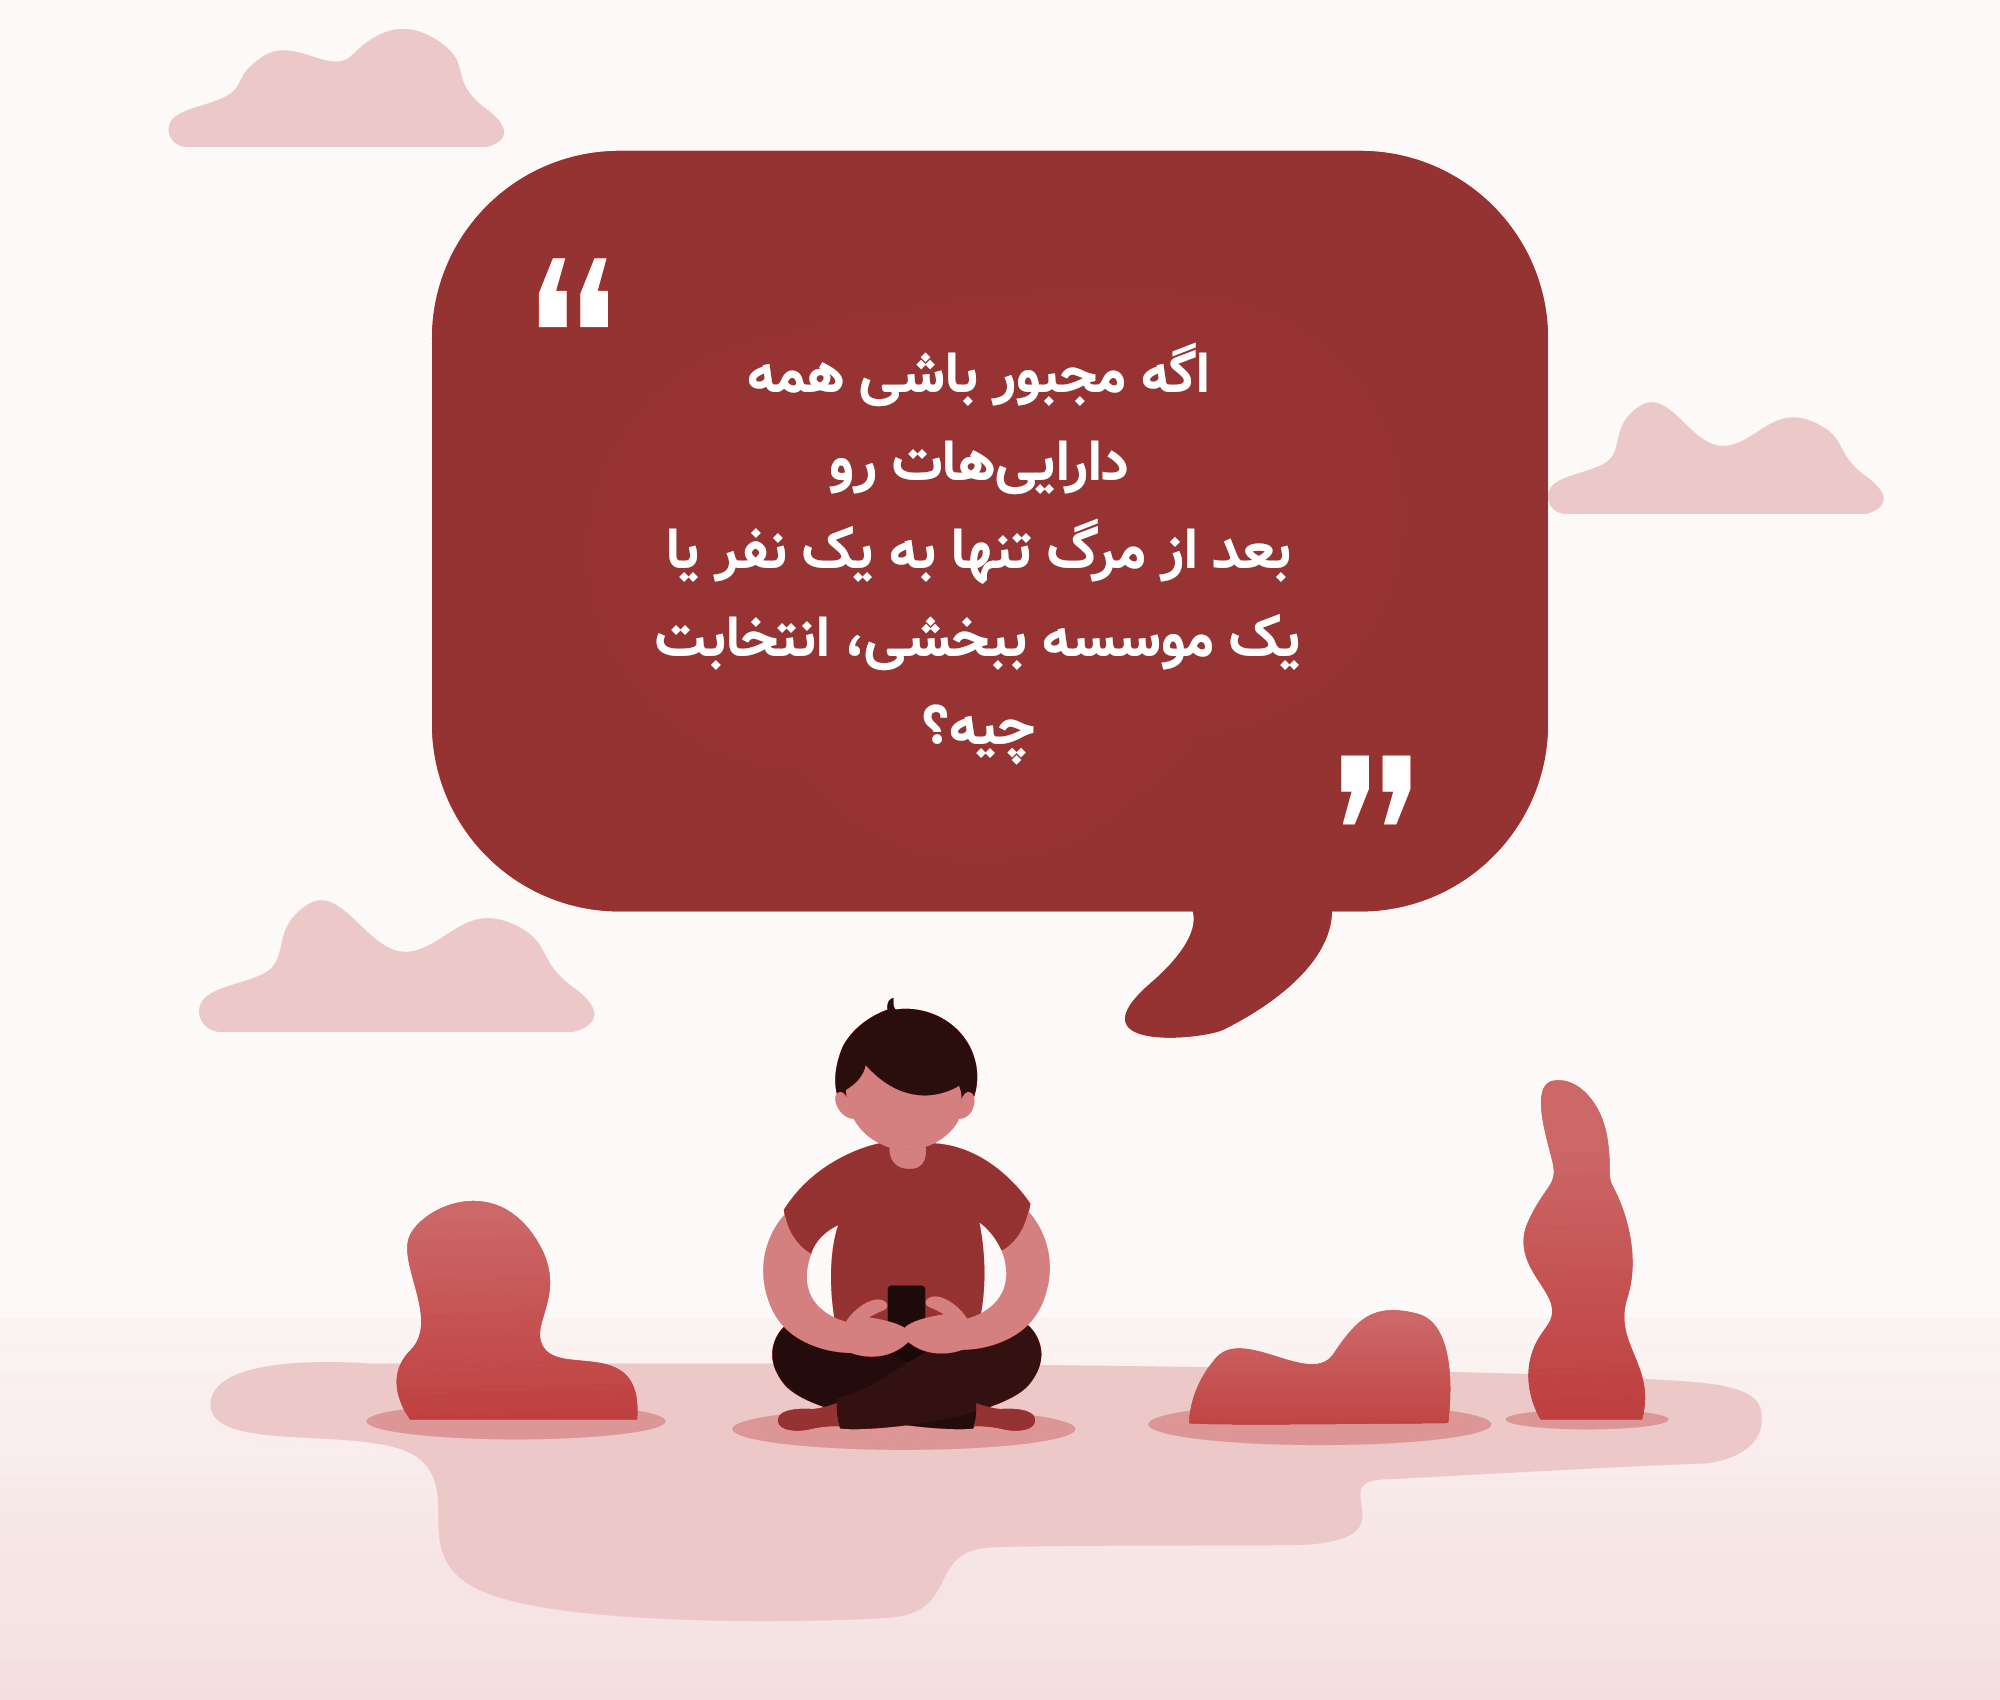 “
اگه مجبور باشی همه
دارایی‌هات رو
بعد از مرگ تنها به یک نفر یا
یک موسسه ببخشی، انتخابت
چیه؟
”